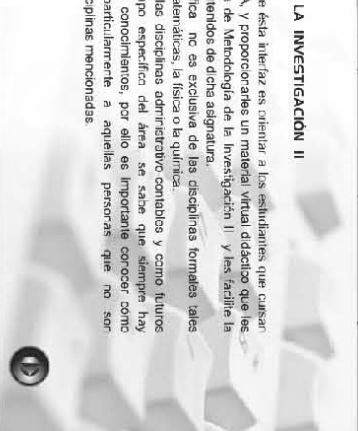 LA INVESTIGACIÓN II
e ésta interfaz es orientar a los estudiantes que cursan
A, y proporcionarles un material virtual didáctico que les
de Metodología de la Investigación II y les facilite la
tenidos de dicha asignatura.
fica no es exclusiva de las disciplinas formales tales
atemáticas, la física o la química.
las disciplinas administrativo contables y como futuros
po específico del área, se sabe que siempre hay
conocimientos, por ello es importante conocer cómo
particularmente a aquellas personas que no son
ciplinas mencionadas.